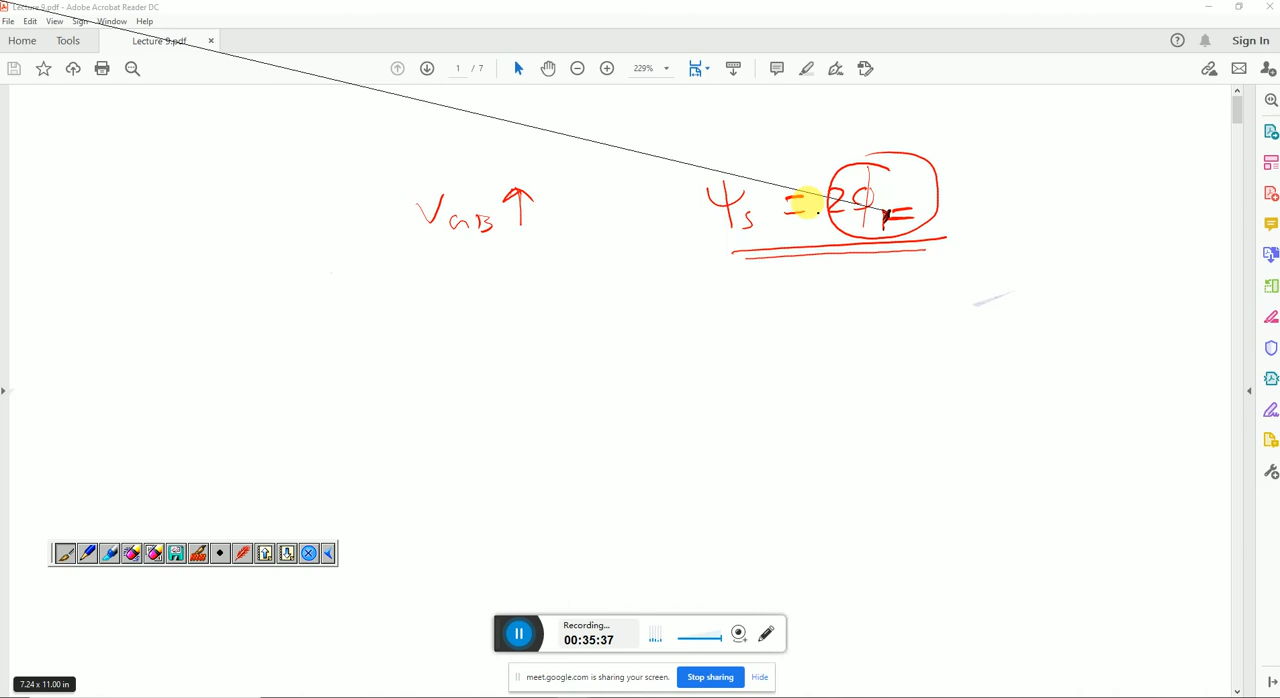 Lecture 9.pdf - Adobe Acrobat Reader DC
File Edit View Sign Window Help
Home Tools Lecture 9.pdf × Sign In
1 / 7 229%
V_GB ↑ ψ_s = 2φ_F =
Recording...
00:35:37
meet.google.com is sharing your screen. Stop sharing Hide
7.24 x 11.00 in